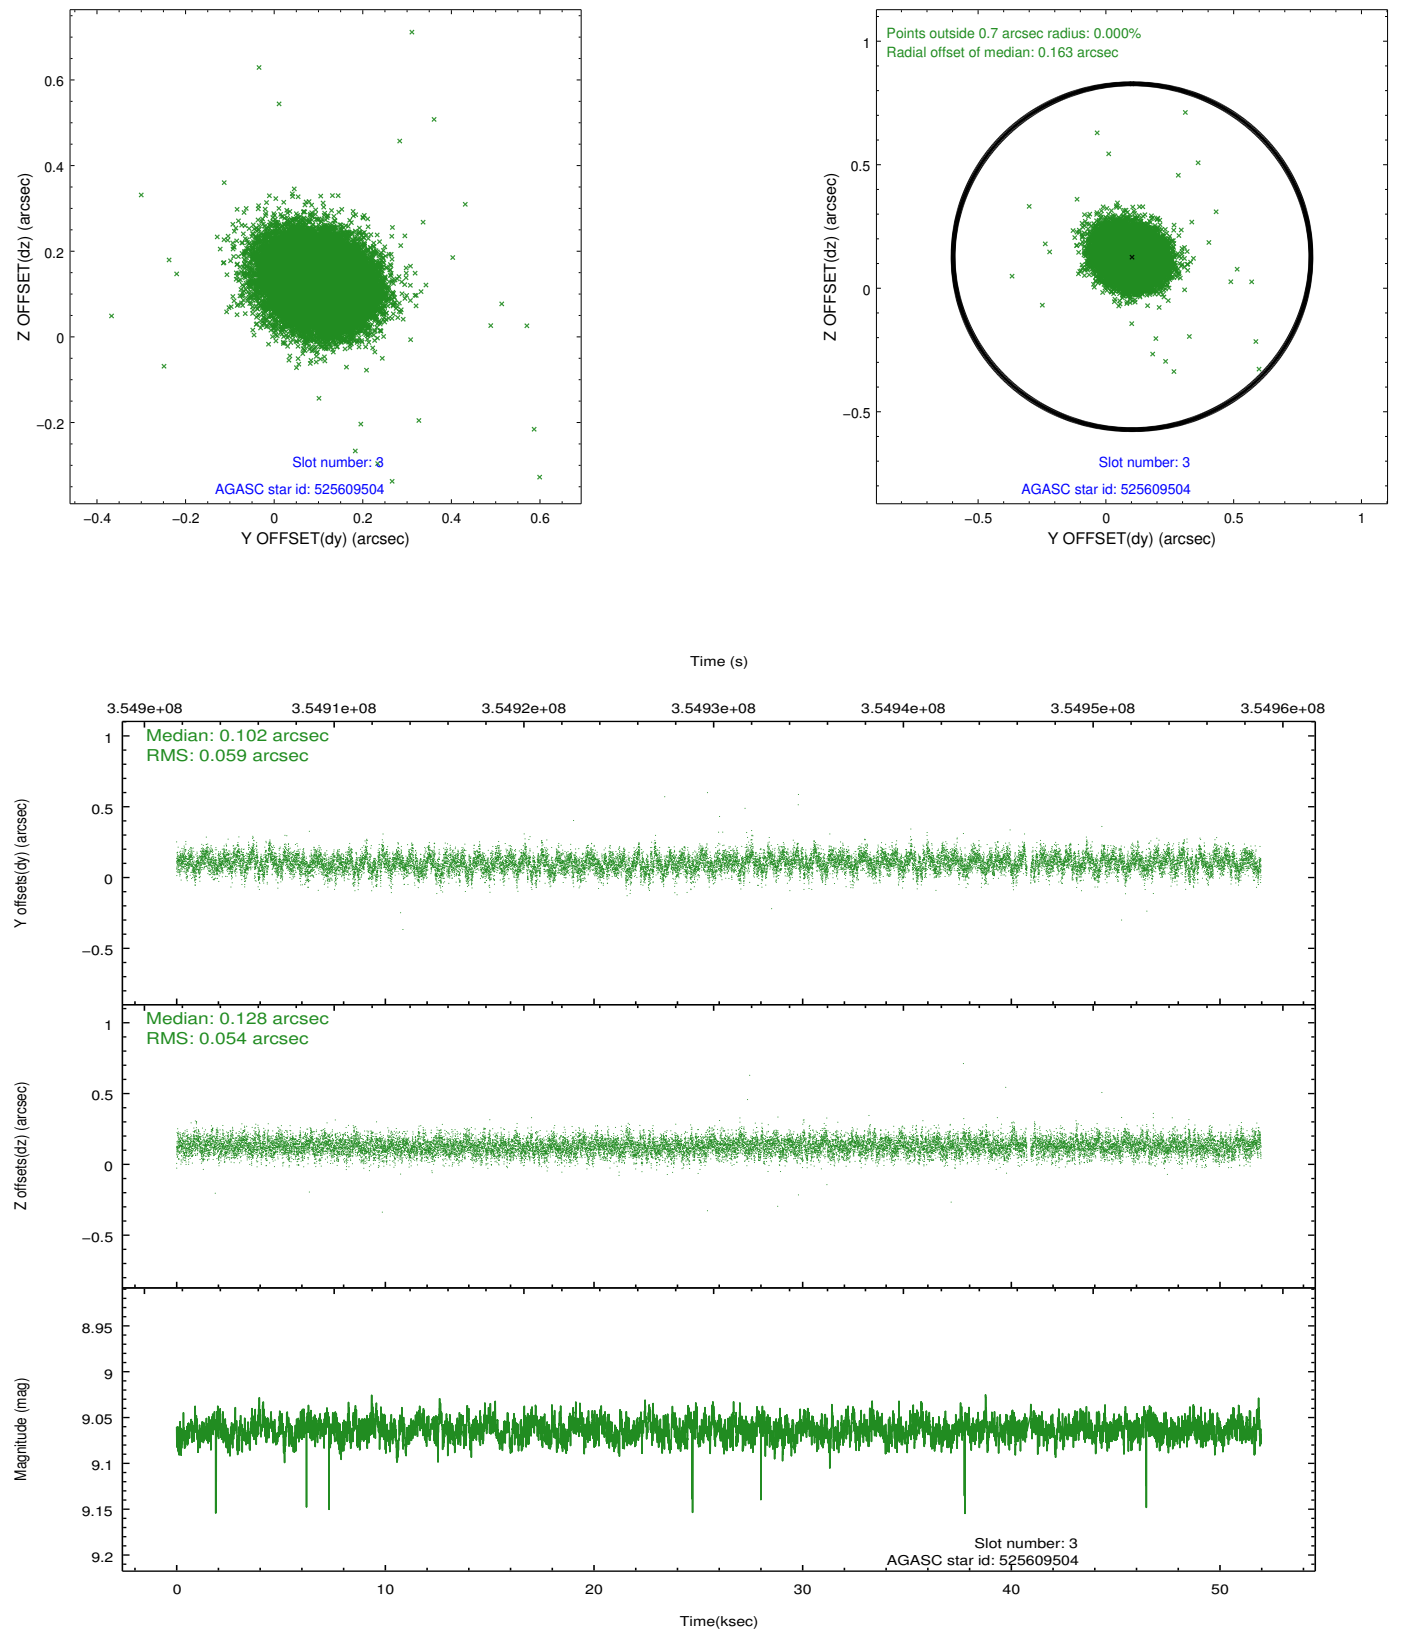 0.6
0.4
0.2
0
−0.2
Z OFFSET(dz) (arcsec)
Slot number: 3
AGASC star id: 525609504
−0.4 −0.2 0 0.2 0.4 0.6
Y OFFSET(dy) (arcsec)
Points outside 0.7 arcsec radius: 0.000%
Radial offset of median: 0.163 arcsec
1
0.5
0
−0.5
Z OFFSET(dz) (arcsec)
Slot number: 3
AGASC star id: 525609504
−0.5 0 0.5 1
Y OFFSET(dy) (arcsec)
Time (s)
3.549e+08 3.5491e+08 3.5492e+08 3.5493e+08 3.5494e+08 3.5495e+08 3.5496e+08
Median: 0.102 arcsec
RMS: 0.059 arcsec
1
0.5
0
−0.5
Y offsets(dy) (arcsec)
Median: 0.128 arcsec
RMS: 0.054 arcsec
1
0.5
0
−0.5
Z offsets(dz) (arcsec)
8.95
9
9.05
9.1
9.15
9.2
Magnitude (mag)
Slot number: 3
AGASC star id: 525609504
0 10 20 30 40 50
Time(ksec)